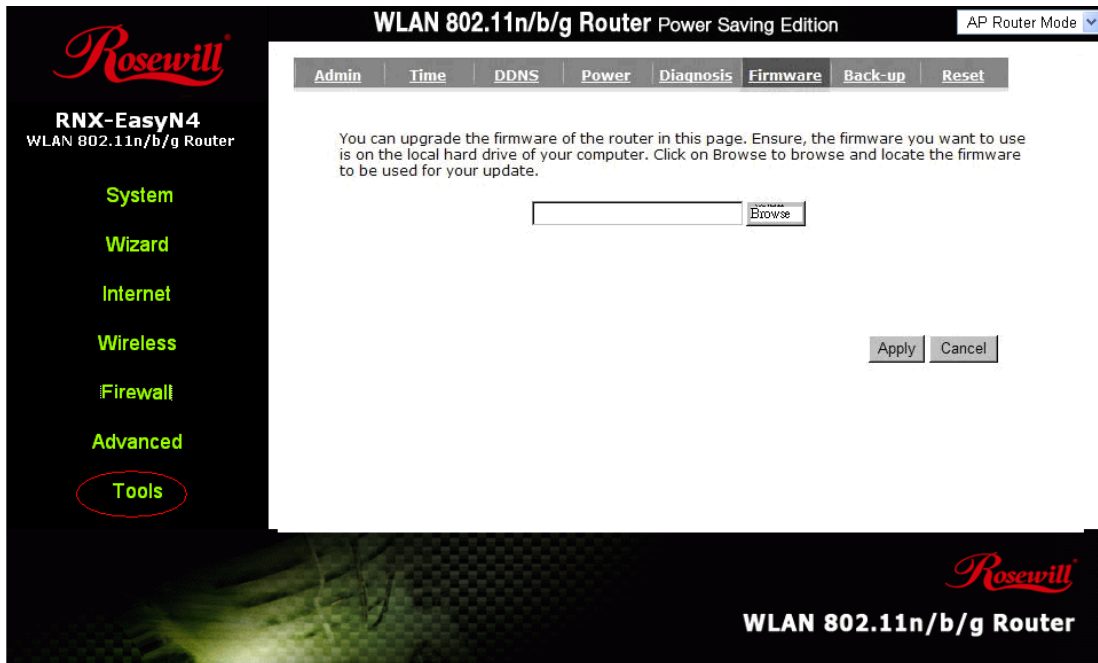 WLAN 802.11n/b/g Router Power Saving Edition
AP Router Mode
Rosewill
Admin Time DDNS Power Diagnosis Firmware Back-up Reset
RNX-EasyN4
WLAN 802.11n/b/g Router
You can upgrade the firmware of the router in this page. Ensure, the firmware you want to use
is on the local hard drive of your computer. Click on Browse to browse and locate the firmware
to be used for your update.
Browse
System
Wizard
Internet
Wireless
Firewall
Advanced
Tools
Apply Cancel
Rosewill
WLAN 802.11n/b/g Router